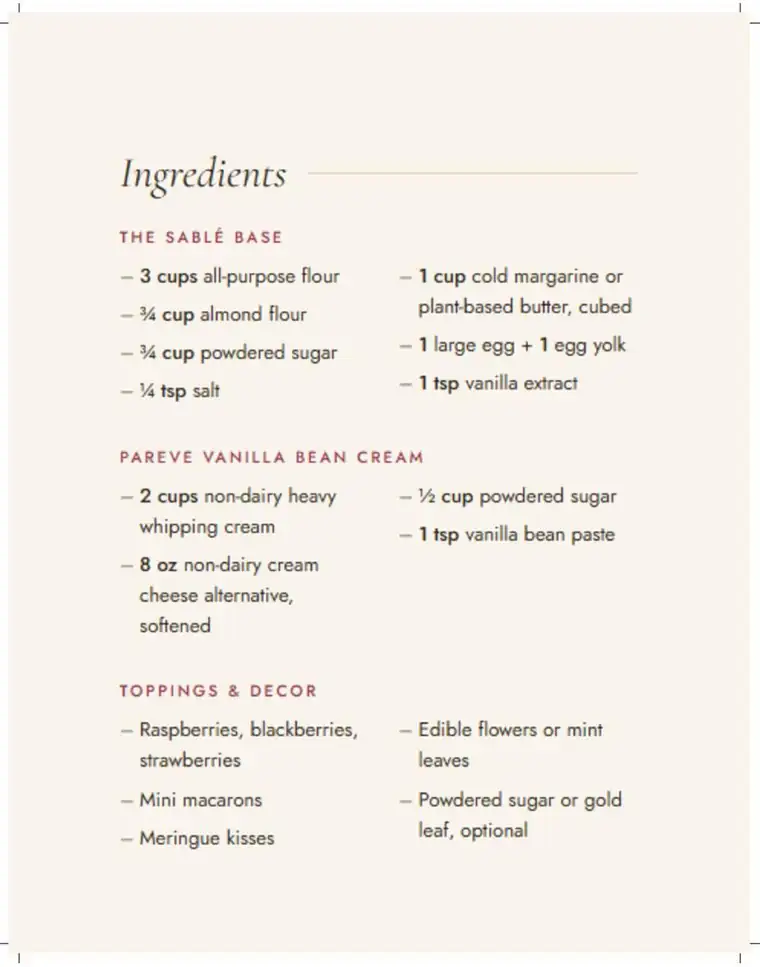 Ingredients
THE SABLÉ BASE
– 3 cups all-purpose flour
– ¾ cup almond flour
– ¾ cup powdered sugar
– ¼ tsp salt
– 1 cup cold margarine or
plant-based butter, cubed
– 1 large egg + 1 egg yolk
– 1 tsp vanilla extract
PAREVE VANILLA BEAN CREAM
– 2 cups non-dairy heavy
whipping cream
– 8 oz non-dairy cream
cheese alternative,
softened
– ½ cup powdered sugar
– 1 tsp vanilla bean paste
TOPPINGS & DECOR
– Raspberries, blackberries,
strawberries
– Mini macarons
– Meringue kisses
– Edible flowers or mint
leaves
– Powdered sugar or gold
leaf, optional